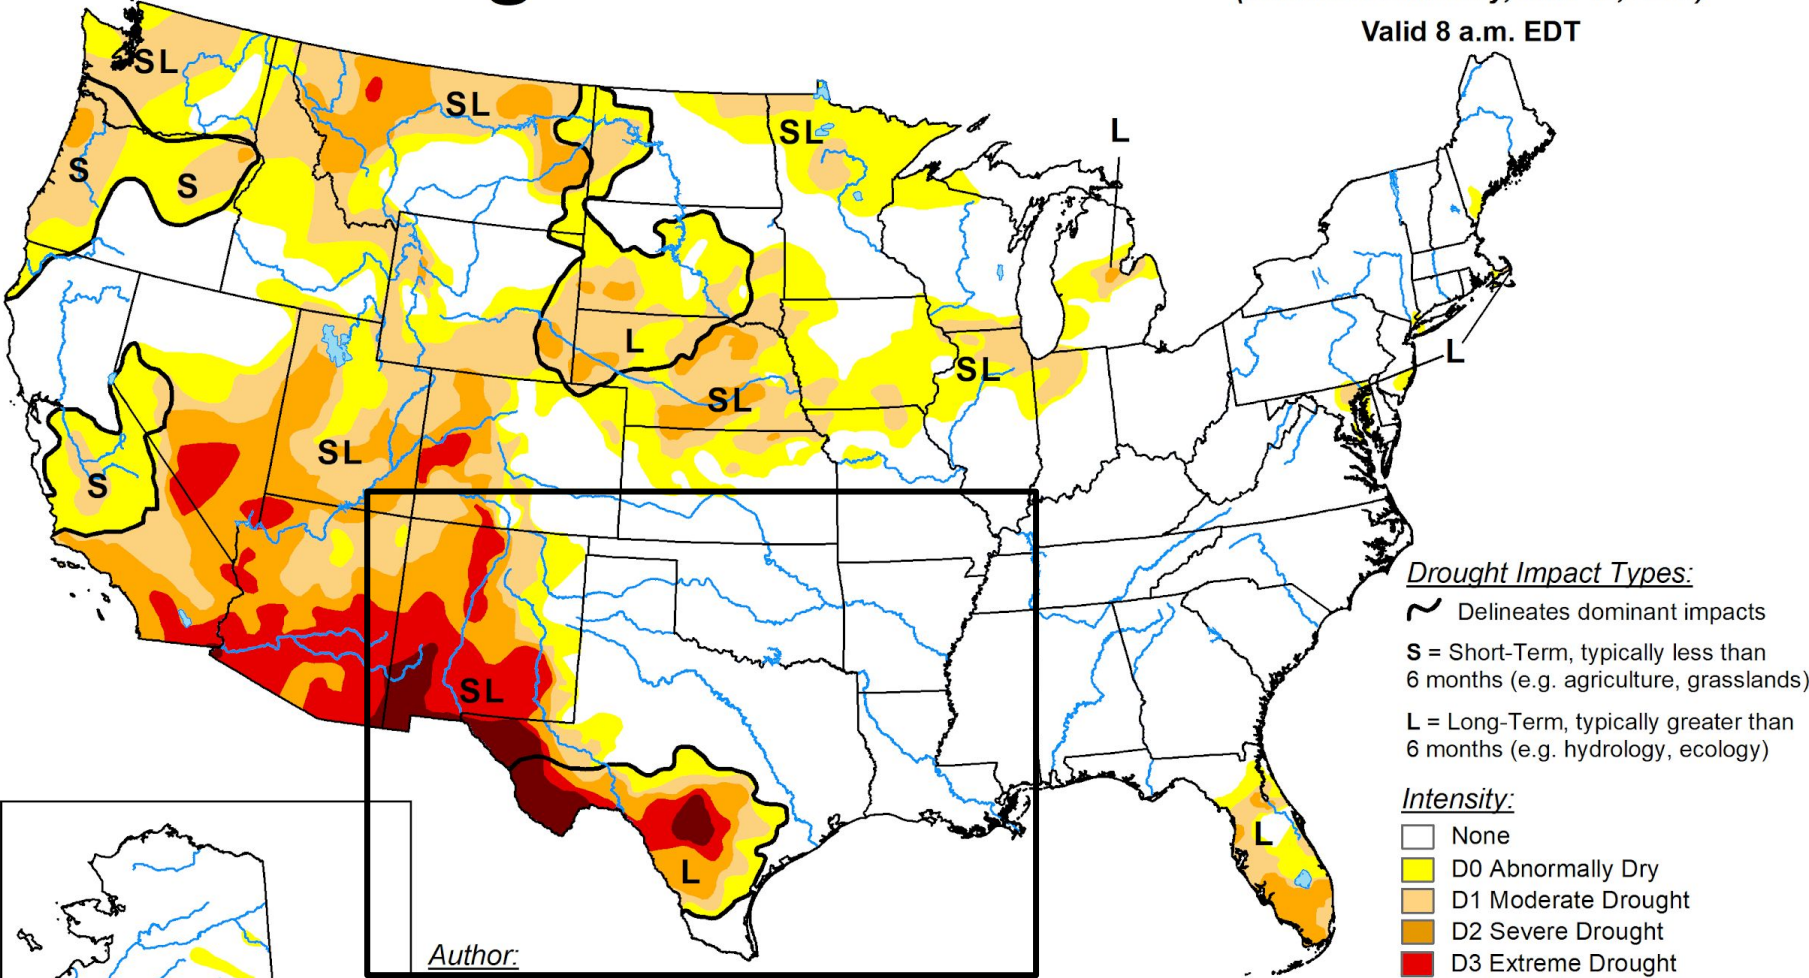 Valid 8 a.m. EDT
SL
SL
SL
L
S
S
L
SL
L
SL
SL
S
SL
L
L
Drought Impact Types:
Delineates dominant impacts
S = Short-Term, typically less than
6 months (e.g. agriculture, grasslands)
L = Long-Term, typically greater than
6 months (e.g. hydrology, ecology)
Intensity:
None
D0 Abnormally Dry
D1 Moderate Drought
D2 Severe Drought
D3 Extreme Drought
Author: